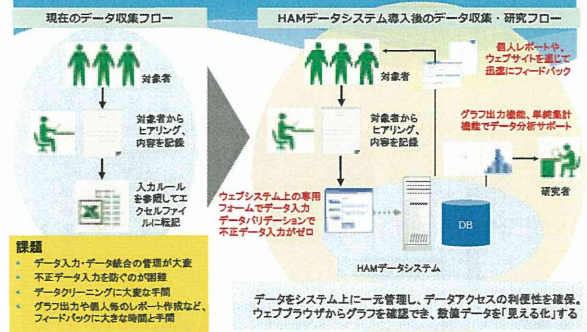 現在のデータ収集フロー
対象者
対象者から
ヒアリング、
内容を記録
入力ルール
を参照してエ
クセルファイ
ルに転記
課題
データ入力・データ統合の管理が大変
不正データ入力を防ぐのが困難
データクリーニングに大変な手間
グラフ出力や個人毎のレポート作成など、
フィードバックに大きな時間と手間
HAMデータシステム導入後のデータ収集・研究フロー
対象者
個人レポートや、
ウェブサイトを通じて
迅速にフィードバック
対象者から
ヒアリング、
内容を記録
グラフ出力機能、単純集計
機能でデータ分析サポート
研究者
ウェブシステム上の専用
フォームでデータ入力
データバリデーションで
不正データ入力がゼロ
DB
HAMデータシステム
データをシステム上に一元管理し、データアクセスの利便性を確保。
ウェブブラウザからグラフを確認でき、数値データを「見える化」する